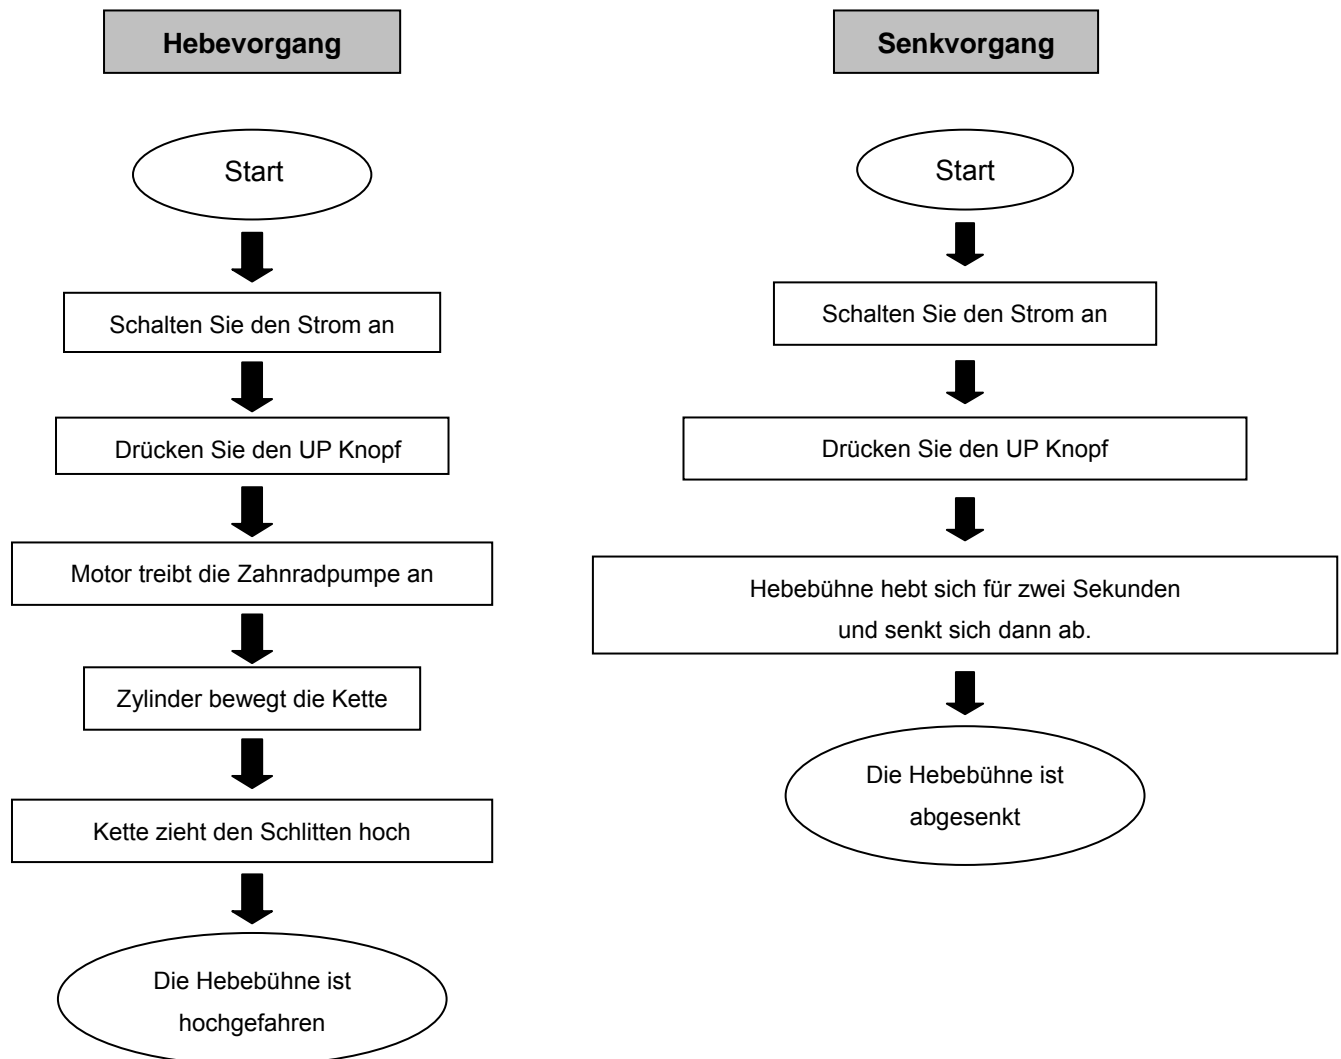 Hebevorgang
Start
Schalten Sie den Strom an
Drücken Sie den UP Knopf
Motor treibt die Zahnradpumpe an
Zylinder bewegt die Kette
Kette zieht den Schlitten hoch
Die Hebebühne ist
hochgefahren
Senkvorgang
Start
Schalten Sie den Strom an
Drücken Sie den UP Knopf
Hebebühne hebt sich für zwei Sekunden
und senkt sich dann ab.
Die Hebebühne ist
abgesenkt